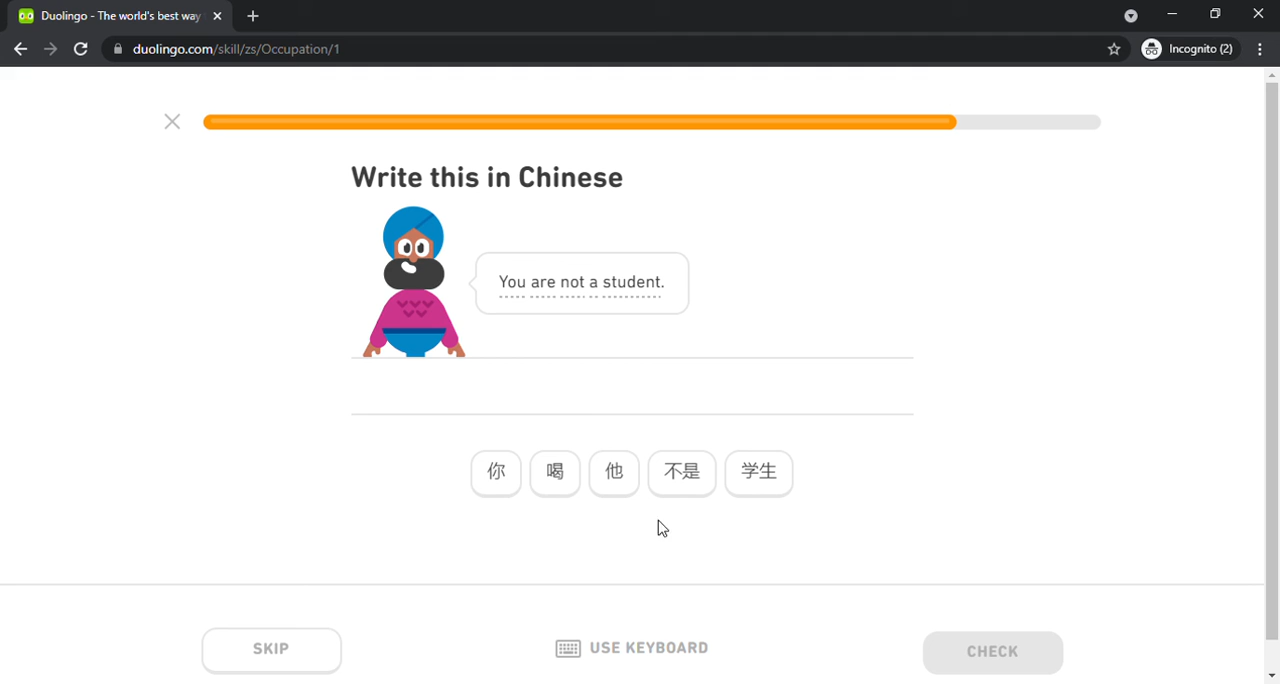 Duolingo - The world's best way
duolingo.com/skill/zs/Occupation/1
Incognito (2)
Write this in Chinese
You are not a student.
你 喝 他 不是 学生
SKIP USE KEYBOARD CHECK